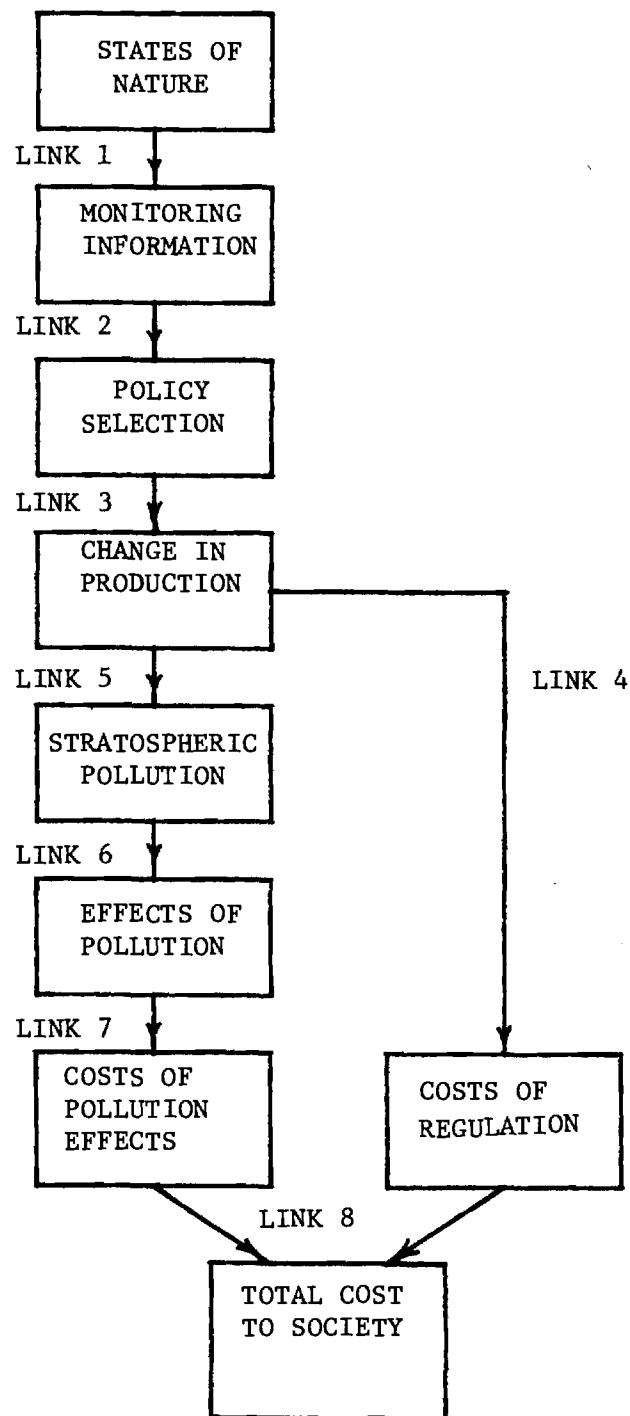 STATES OF
NATURE
LINK 1
MONITORING
INFORMATION
LINK 2
POLICY
SELECTION
LINK 3
CHANGE IN
PRODUCTION
LINK 5
LINK 4
STRATOSPHERIC
POLLUTION
LINK 6
EFFECTS OF
POLLUTION
LINK 7
COSTS OF
POLLUTION
EFFECTS
COSTS OF
REGULATION
LINK 8
TOTAL COST
TO SOCIETY